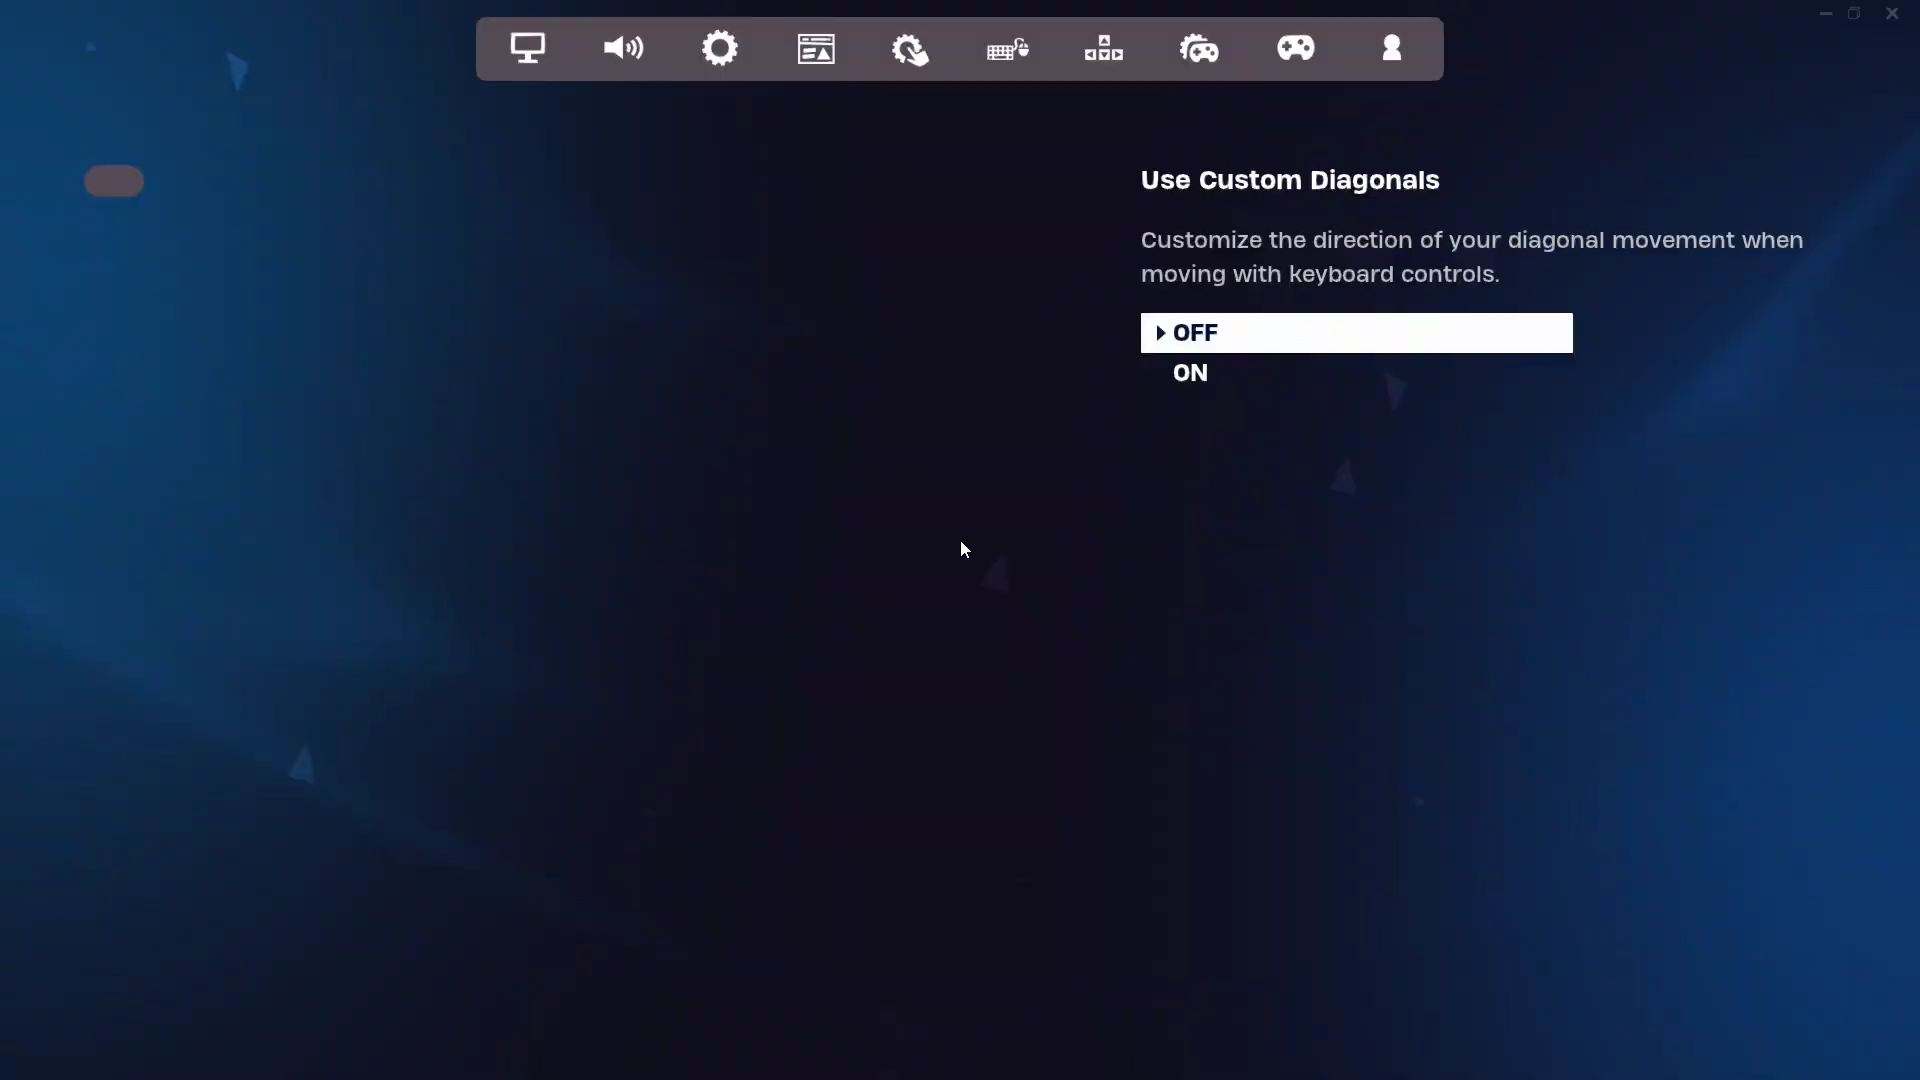 Use Custom Diagonals
Customize the direction of your diagonal movement when
moving with keyboard controls.
OFF
ON